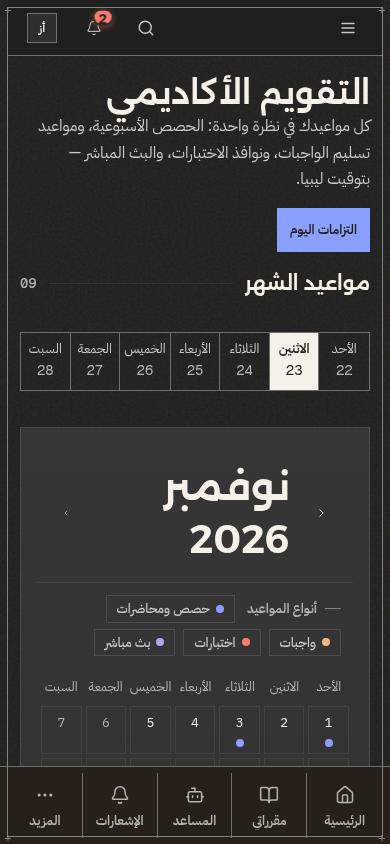 أز
2
التقويم الأكاديمي
كل مواعيدك في نظرة واحدة: الحصص الأسبوعية، ومواعيد
تسليم الواجبات، ونوافذ الاختبارات، والبث المباشر —
بتوقيت ليبيا.
التزامات اليوم
مواعيد الشهر 09
الأحد الاثنين الثلاثاء الأربعاء الخميس الجمعة السبت
22 23 24 25 26 27 28
نوفمبر
2026
أنواع المواعيد حصص ومحاضرات
واجبات اختبارات بث مباشر
الأحد الاثنين الثلاثاء الأربعاء الخميس الجمعة السبت
1 2 3 4 5 6 7
الرئيسية مقرراتي المساعد الإشعارات المزيد